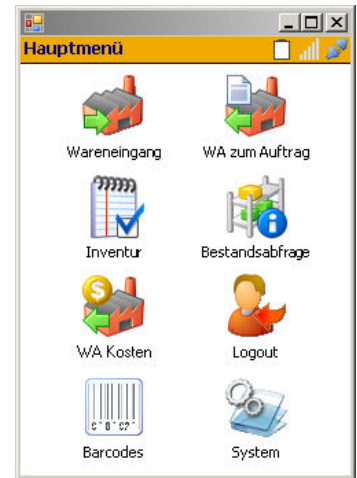 Hauptmenü
Wareneingang WA zum Auftrag
Inventur Bestandsabfrage
WA Kosten Logout
Barcodes System